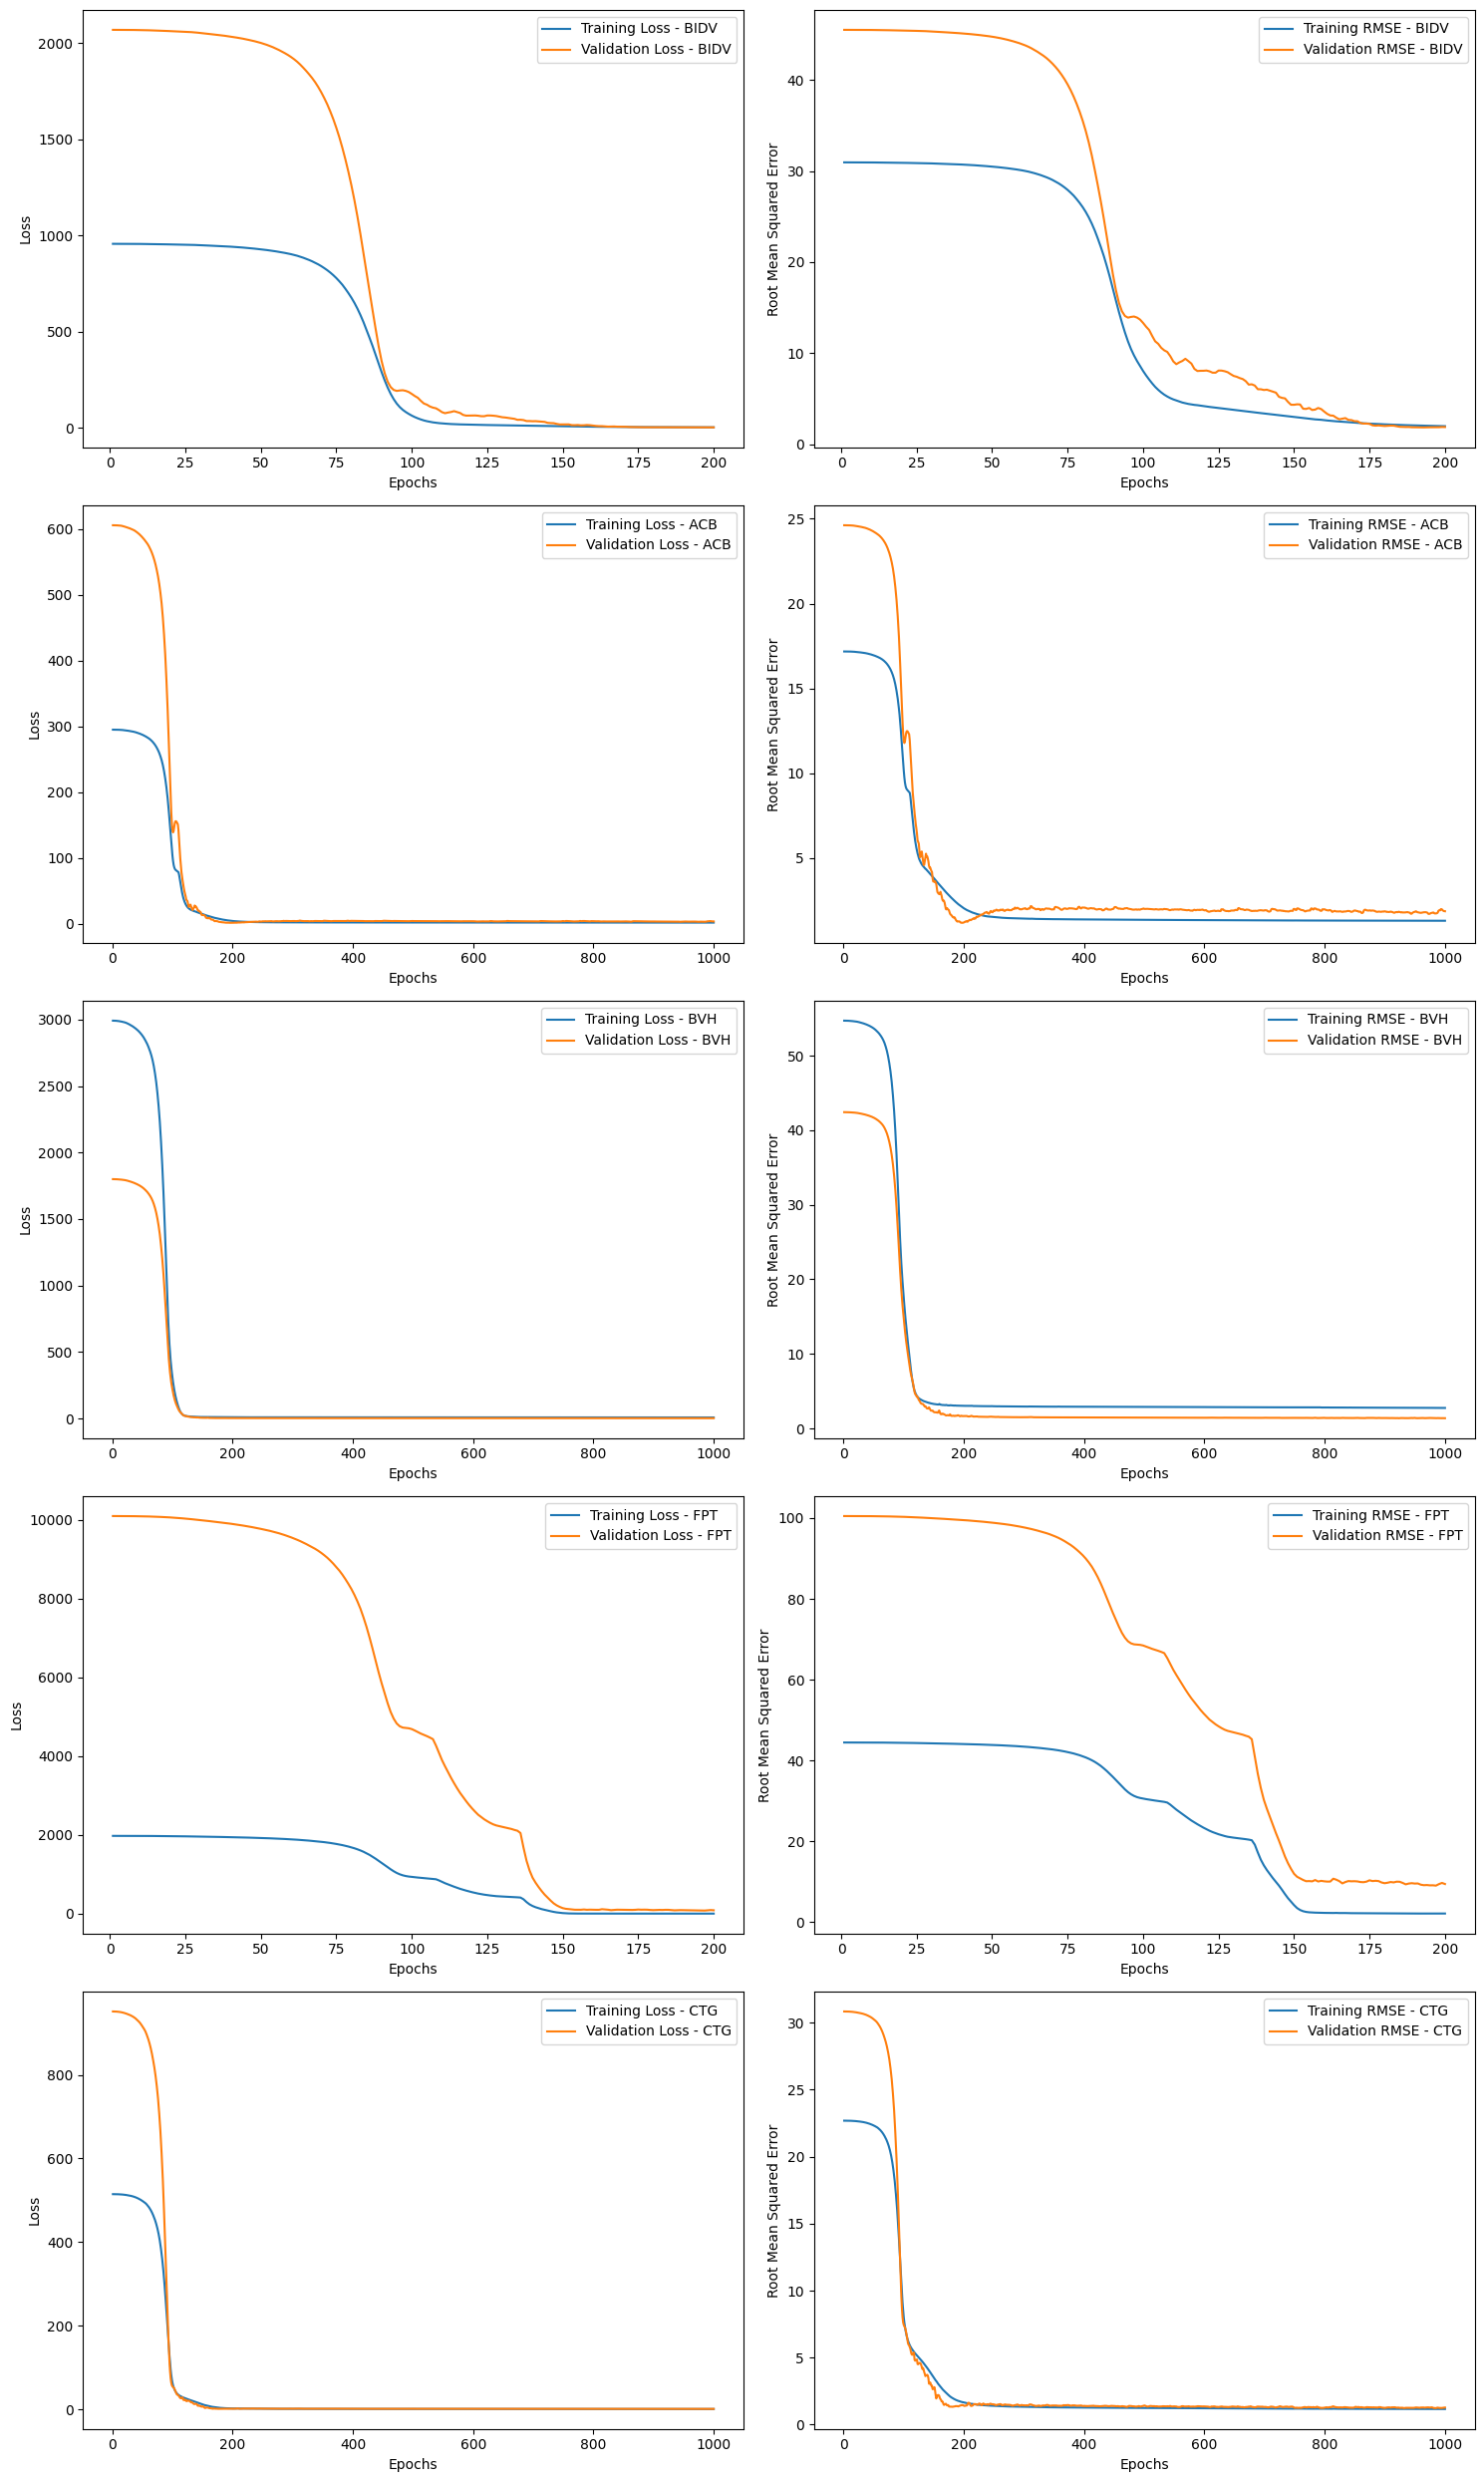 2000
1500
1000
500
0
Loss
0 25 50 75 100 125 150 175 200
Epochs
Training Loss - BIDV
Validation Loss - BIDV
40
30
20
10
0
Root Mean Squared Error
0 25 50 75 100 125 150 175 200
Epochs
Training RMSE - BIDV
Validation RMSE - BIDV
600
500
400
300
200
100
0
Loss
0 200 400 600 800 1000
Epochs
Training Loss - ACB
Validation Loss - ACB
25
20
15
10
5
Root Mean Squared Error
0 200 400 600 800 1000
Epochs
Training RMSE - ACB
Validation RMSE - ACB
3000
2500
2000
1500
1000
500
0
Loss
0 200 400 600 800 1000
Epochs
Training Loss - BVH
Validation Loss - BVH
50
40
30
20
10
0
Root Mean Squared Error
0 200 400 600 800 1000
Epochs
Training RMSE - BVH
Validation RMSE - BVH
10000
8000
6000
4000
2000
0
Loss
0 25 50 75 100 125 150 175 200
Epochs
Training Loss - FPT
Validation Loss - FPT
100
80
60
40
20
0
Root Mean Squared Error
0 25 50 75 100 125 150 175 200
Epochs
Training RMSE - FPT
Validation RMSE - FPT
800
600
400
200
0
Loss
0 200 400 600 800 1000
Epochs
Training Loss - CTG
Validation Loss - CTG
30
25
20
15
10
5
0
Root Mean Squared Error
0 200 400 600 800 1000
Epochs
Training RMSE - CTG
Validation RMSE - CTG